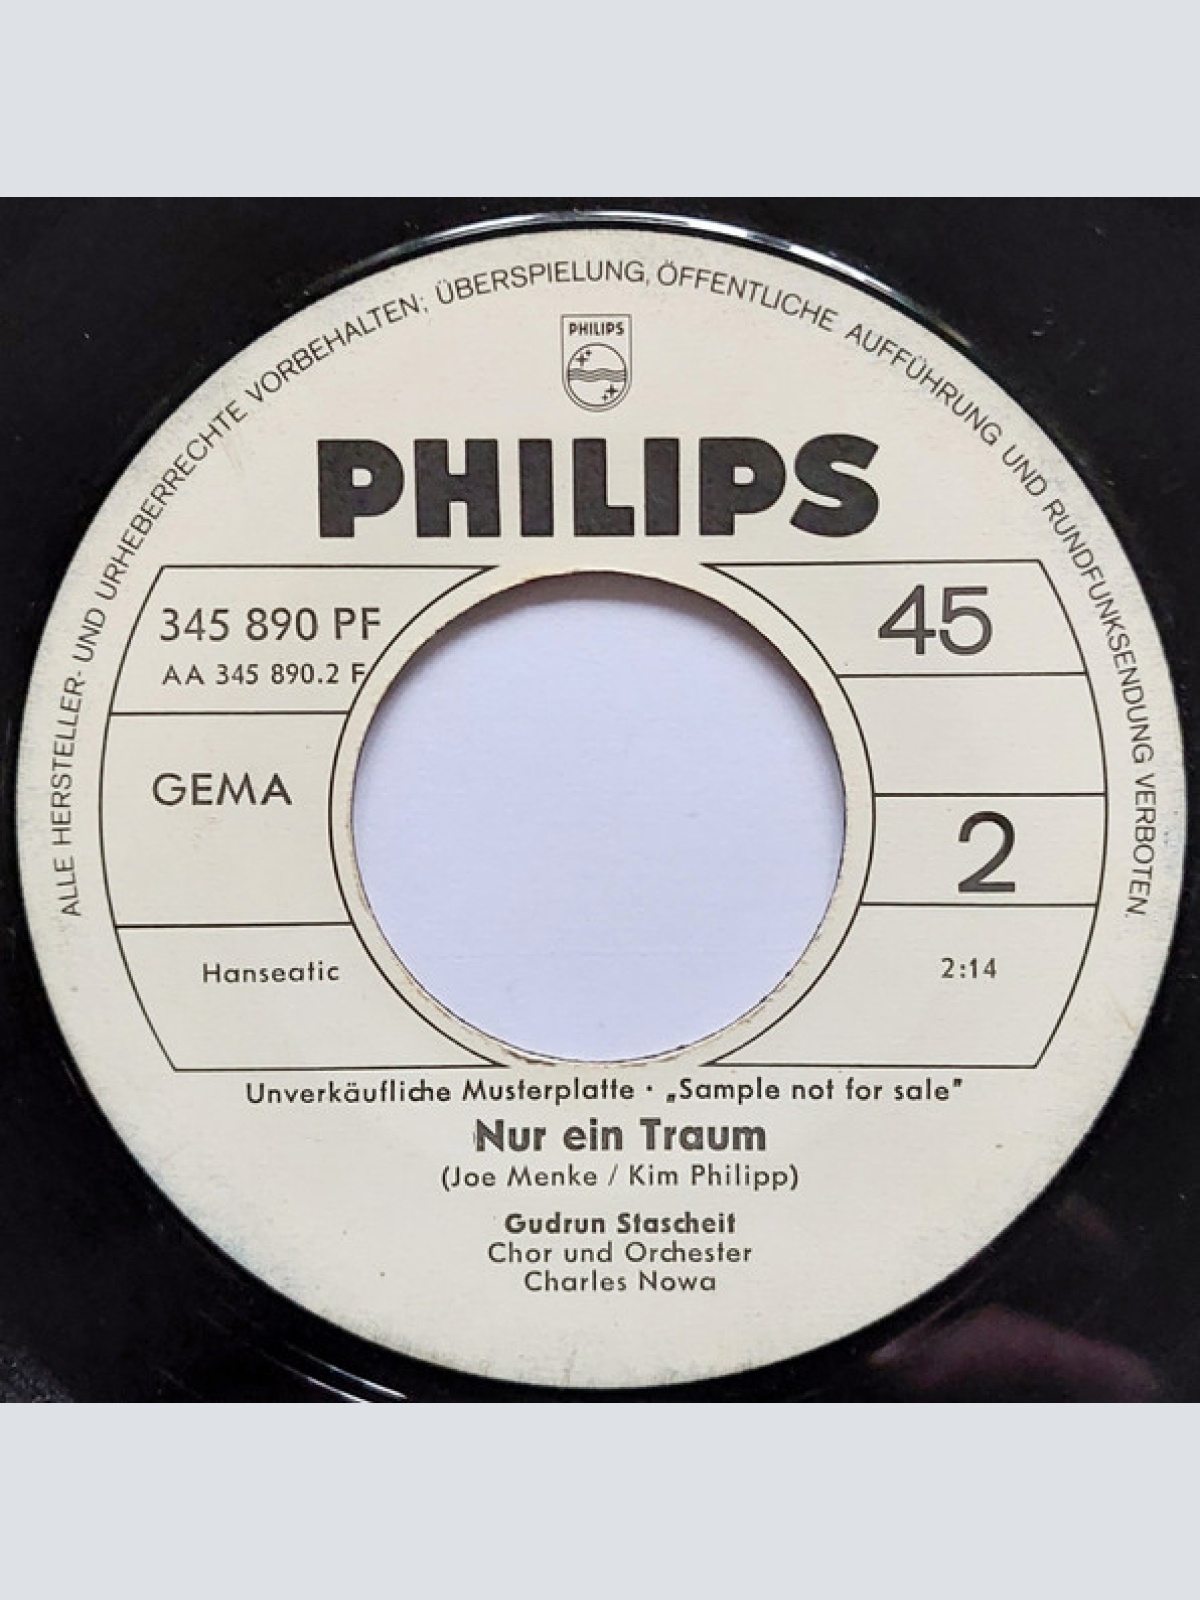 ALLE HERSTELLER- UND URHEBERRECHTE VORBEHALTEN; ÜBERSPIELUNG, ÖFFENTLICHE AUFFÜHRUNG UND RUNDFUNKSENDUNG VERBOTEN.
PHILIPS
PHILIPS
345 890 PF
AA 345 890.2 F
45
GEMA
2
Hanseatic
2:14
Unverkäufliche Musterplatte · „Sample not for sale"
Nur ein Traum
(Joe Menke / Kim Philipp)
Gudrun Stascheit
Chor und Orchester
Charles Nowa